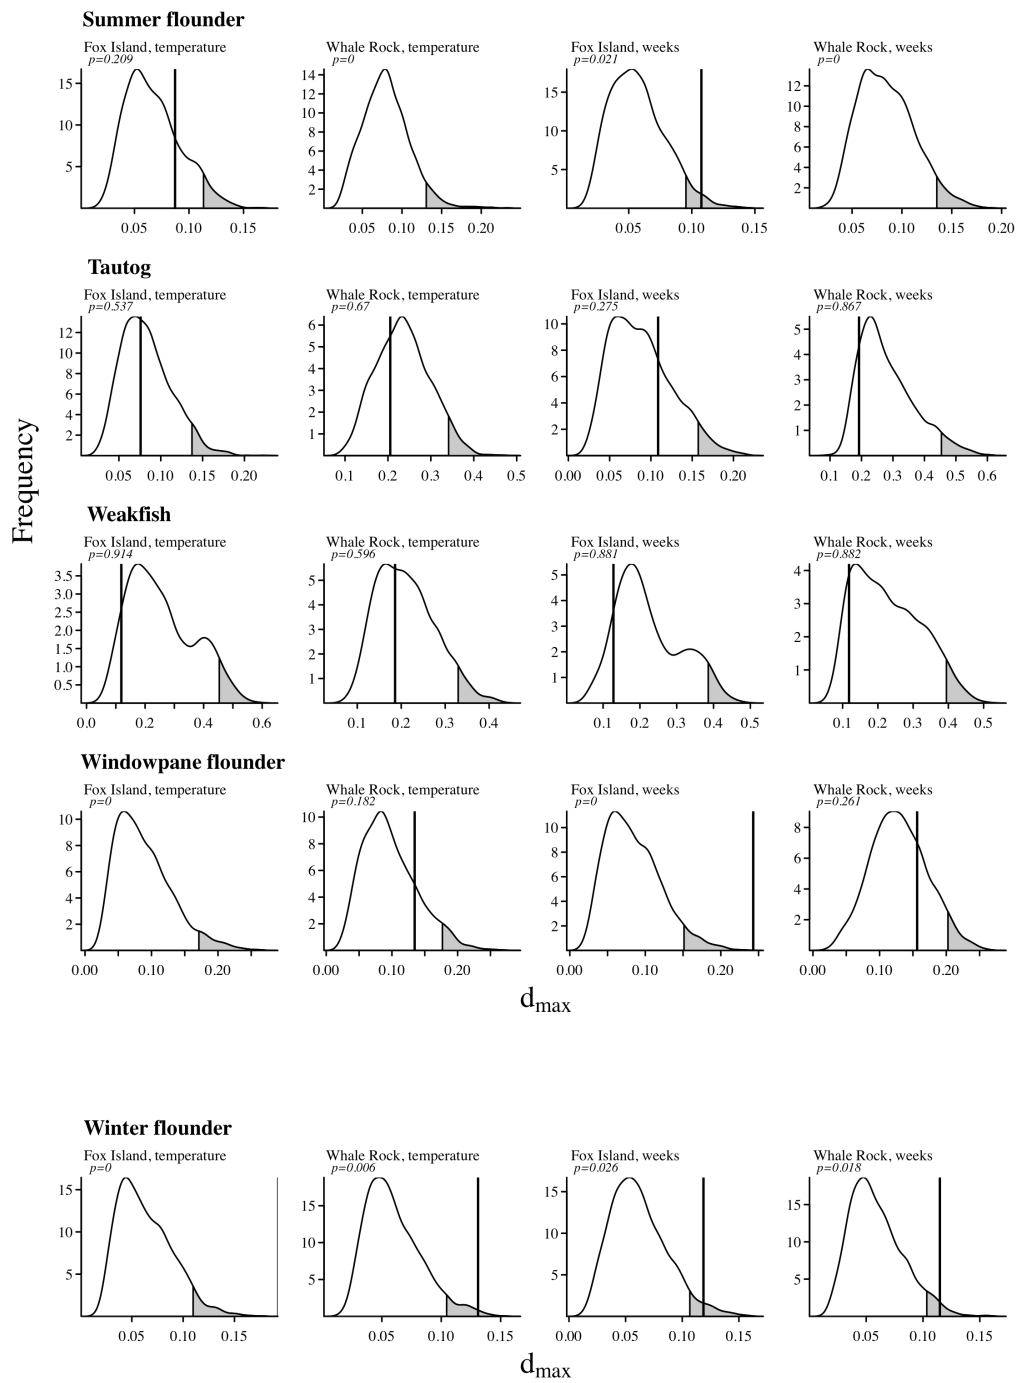 Summer flounder
Fox Island, temperature Whale Rock, temperature Fox Island, weeks Whale Rock, weeks
p=0.209 p=0 p=0.021 p=0
15 10 5
14 12 10 8 6 4 2
15 10 5
12 10 8 6 4 2
0.05 0.10 0.15 0.05 0.10 0.15 0.20 0.05 0.10 0.15 0.05 0.10 0.15 0.20
Tautog
Fox Island, temperature Whale Rock, temperature Fox Island, weeks Whale Rock, weeks
p=0.537 p=0.67 p=0.275 p=0.867
12 10 8 6 4 2
6 5 4 3 2 1
10 8 6 4 2
5 4 3 2 1
0.05 0.10 0.15 0.20 0.1 0.2 0.3 0.4 0.5 0.00 0.05 0.10 0.15 0.20 0.1 0.2 0.3 0.4 0.5 0.6
Frequency
Weakfish
Fox Island, temperature Whale Rock, temperature Fox Island, weeks Whale Rock, weeks
p=0.914 p=0.596 p=0.881 p=0.882
3.5 3.0 2.5 2.0 1.5 1.0 0.5
5 4 3 2 1
5 4 3 2 1
4 3 2 1
0.0 0.2 0.4 0.6 0.1 0.2 0.3 0.4 0.1 0.2 0.3 0.4 0.5 0.1 0.2 0.3 0.4 0.5
Windowpane flounder
Fox Island, temperature Whale Rock, temperature Fox Island, weeks Whale Rock, weeks
p=0 p=0.182 p=0 p=0.261
10 8 6 4 2
10 8 6 4 2
10 8 6 4 2
8 6 4 2
0.00 0.10 0.20 0.00 0.10 0.20 0.00 0.10 0.20 0.00 0.10 0.20
dmax
Winter flounder
Fox Island, temperature Whale Rock, temperature Fox Island, weeks Whale Rock, weeks
p=0 p=0.006 p=0.026 p=0.018
15 10 5
15 10 5
15 10 5
15 10 5
0.05 0.10 0.15 0.05 0.10 0.15 0.00 0.05 0.10 0.15 0.05 0.10 0.15
dmax